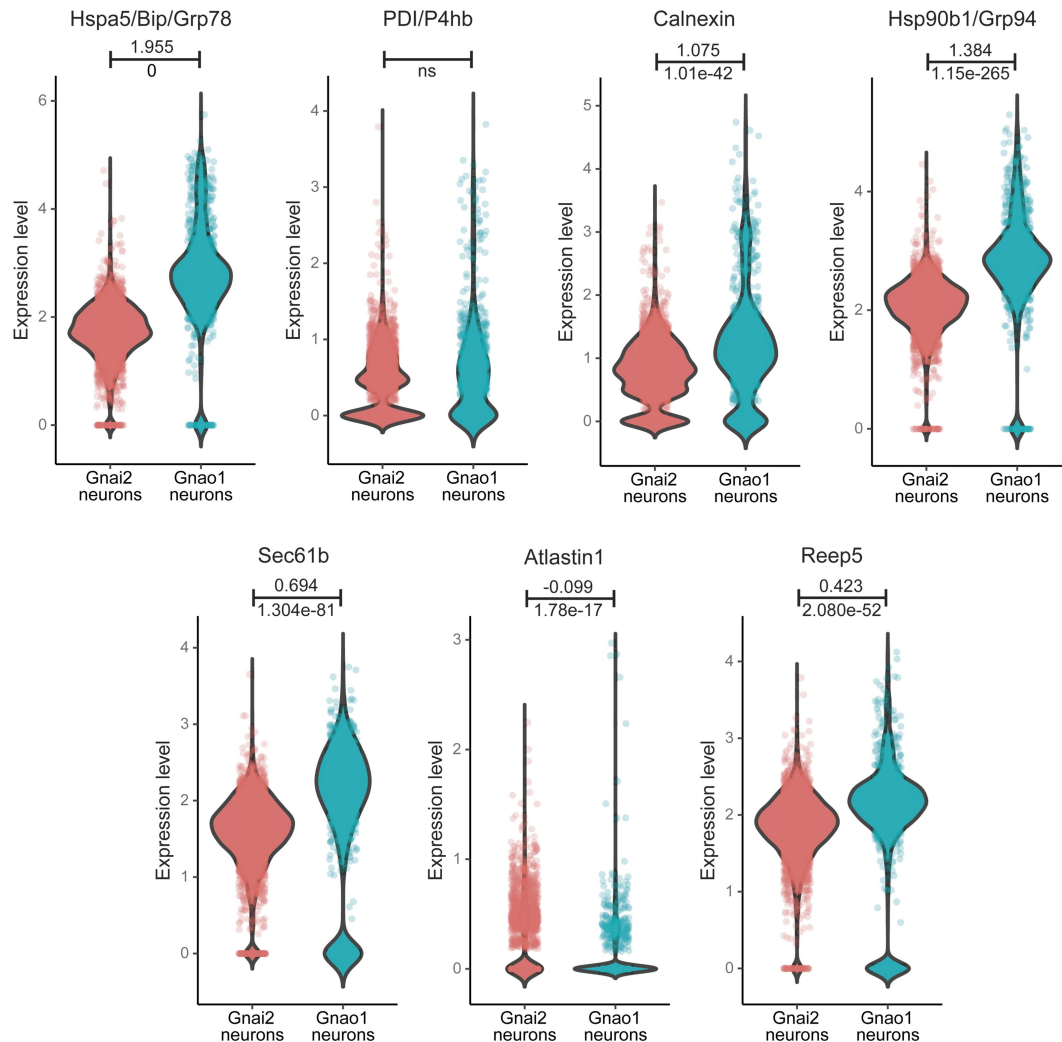 Hspa5/Bip/Grp78
PDI/P4hb
Calnexin
Hsp90b1/Grp94
1.955
0
ns
1.075
1.01e-42
1.384
1.15e-265
Expression level
6
4
2
0
Gnai2
neurons
Gnao1
neurons
Expression level
4
3
2
1
0
Gnai2
neurons
Gnao1
neurons
Expression level
5
4
3
2
1
0
Gnai2
neurons
Gnao1
neurons
Expression level
4
2
0
Gnai2
neurons
Gnao1
neurons
Sec61b
Atlastin1
Reep5
0.694
1.304e-81
-0.099
1.78e-17
0.423
2.080e-52
Expression level
4
3
2
1
0
Gnai2
neurons
Gnao1
neurons
Expression level
3
2
1
0
Gnai2
neurons
Gnao1
neurons
Expression level
4
3
2
1
0
Gnai2
neurons
Gnao1
neurons